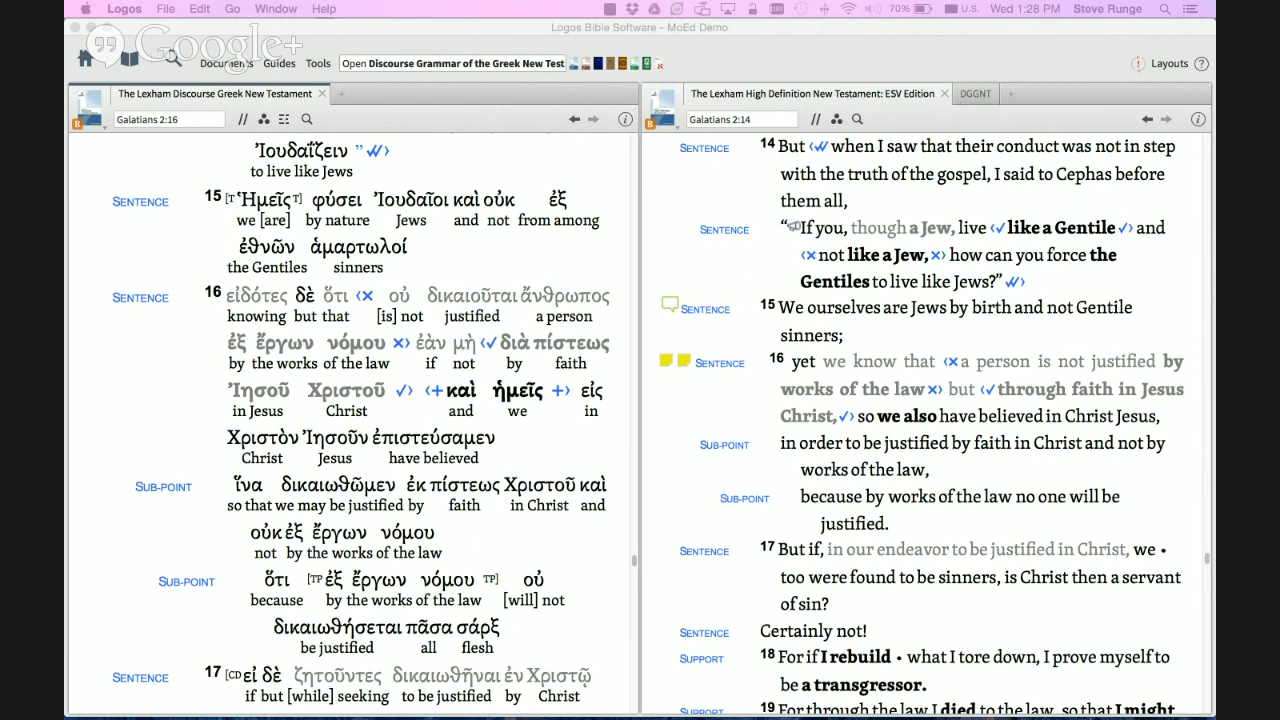 Logos File Edit Go Window Help 70% U.S. Wed 1:28 PM Steve Runge
Logos Bible Software - MoEd Demo
Google+
Documents Guides Tools Open Discourse Grammar of the Greek New Test Layouts
The Lexham Discourse Greek New Testament
Galatians 2:16
Ἰουδαΐζειν ”
to live like Jews
SENTENCE 15 [T Ἡμεῖς T] φύσει Ἰουδαῖοι καὶ οὐκ ἐξ
we [are] by nature Jews and not from among
ἐθνῶν ἁμαρτωλοί
the Gentiles sinners
SENTENCE 16 εἰδότες δὲ ὅτι ‹× οὐ δικαιοῦται ἄνθρωπος
knowing but that [is] not justified a person
ἐξ ἔργων νόμου ×› ἐὰν μὴ ‹✓ διὰ πίστεως
by the works of the law if not by faith
Ἰησοῦ Χριστοῦ ✓› ‹+ καὶ ἡμεῖς +› εἰς
in Jesus Christ and we in
Χριστὸν Ἰησοῦν ἐπιστεύσαμεν
Christ Jesus have believed
SUB-POINT ἵνα δικαιωθῶμεν ἐκ πίστεως Χριστοῦ καὶ
so that we may be justified by faith in Christ and
οὐκ ἐξ ἔργων νόμου
not by the works of the law
SUB-POINT ὅτι [TP ἐξ ἔργων νόμου TP] οὐ
because by the works of the law [will] not
δικαιωθήσεται πᾶσα σάρξ
be justified all flesh
SENTENCE 17 [CD εἰ δὲ ζητοῦντες δικαιωθῆναι ἐν Χριστῷ
if but [while] seeking to be justified by Christ
The Lexham High Definition New Testament: ESV Edition DGGNT
Galatians 2:14
SENTENCE 14 But ‹✓✓ when I saw that their conduct was not in step
with the truth of the gospel, I said to Cephas before
them all,
SENTENCE “If you, though a Jew, live ‹✓ like a Gentile ✓› and
‹× not like a Jew, ×› how can you force the
Gentiles to live like Jews?” ✓✓›
SENTENCE 15 We ourselves are Jews by birth and not Gentile
sinners;
SENTENCE 16 yet we know that ‹× a person is not justified by
works of the law ×› but ‹✓ through faith in Jesus
Christ, ✓› so we also have believed in Christ Jesus,
SUB-POINT in order to be justified by faith in Christ and not by
works of the law,
SUB-POINT because by works of the law no one will be
justified.
SENTENCE 17 But if, in our endeavor to be justified in Christ, we •
too were found to be sinners, is Christ then a servant
of sin?
SENTENCE Certainly not!
SUPPORT 18 For if I rebuild • what I tore down, I prove myself to
be a transgressor.
SUPPORT 19 For through the law I died to the law, so that I might